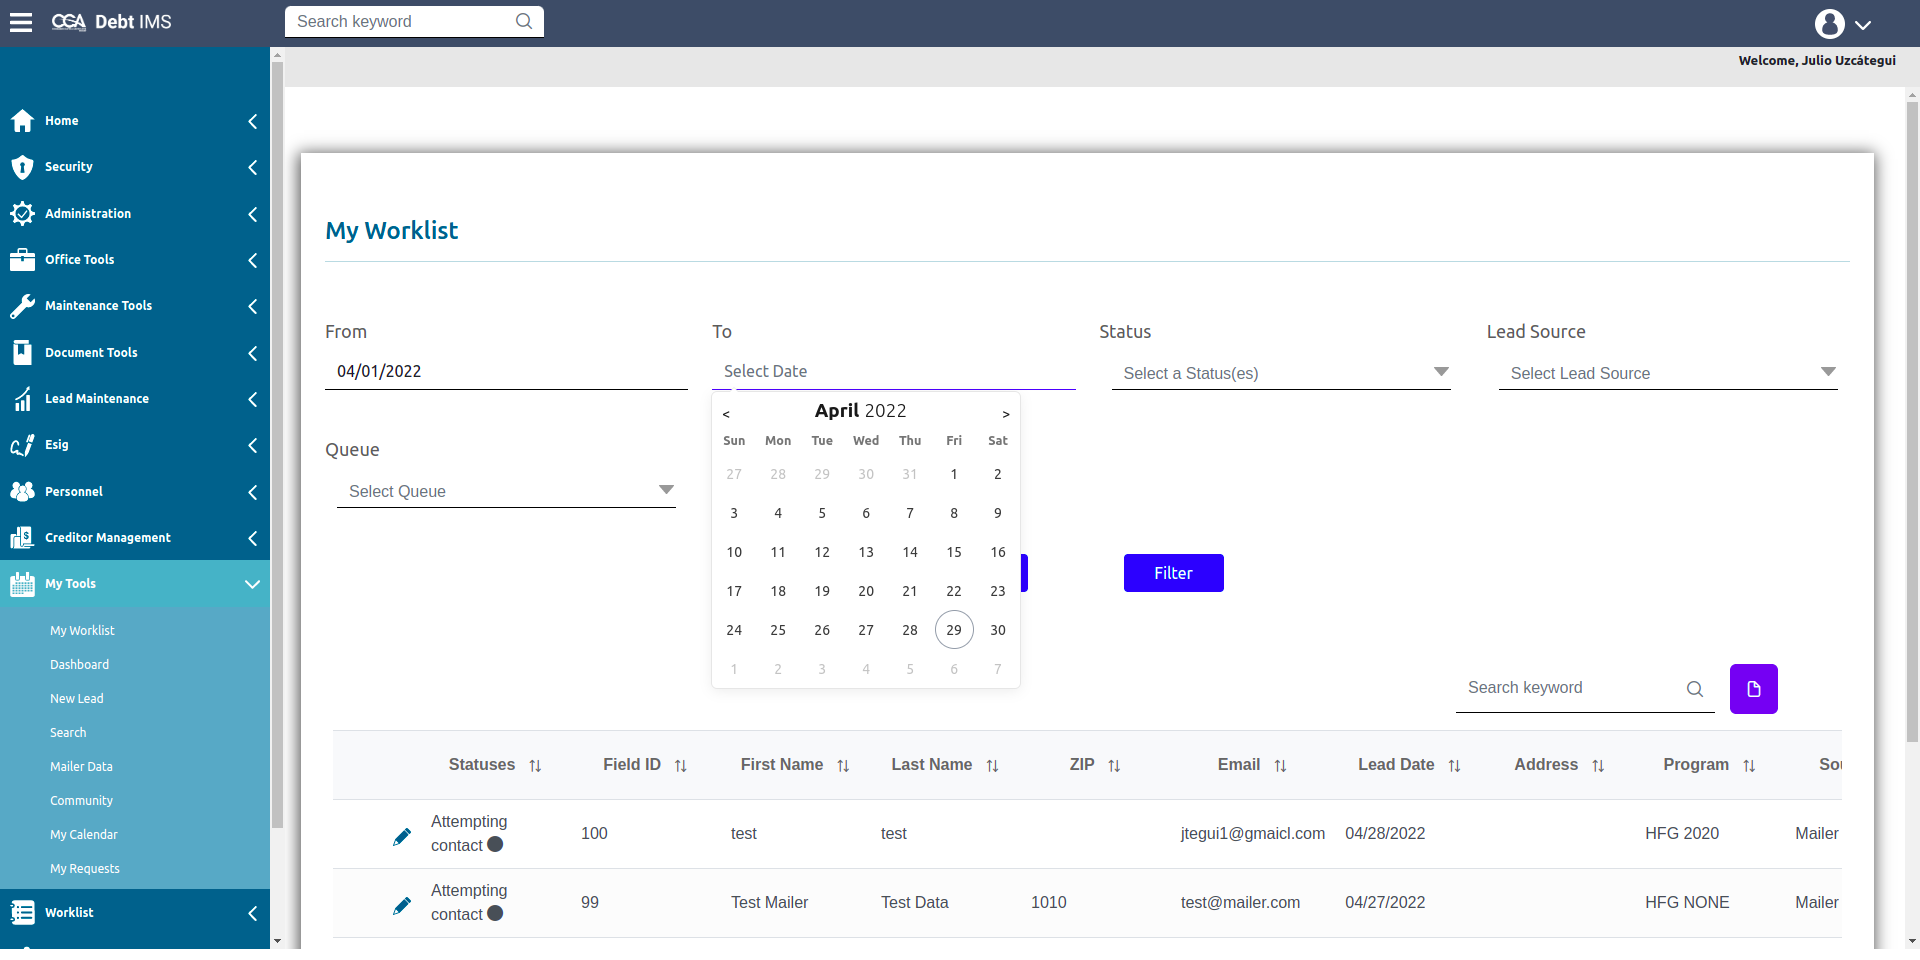 CGA Debt IMS
Search keyword
Welcome, Julio Uzcátegui
Home
Security
Administration
Office Tools
Maintenance Tools
Document Tools
Lead Maintenance
Esig
Personnel
Creditor Management
My Tools
My Worklist
Dashboard
New Lead
Search
Mailer Data
Community
My Calendar
My Requests
Worklist
My Worklist
From
To
Status
Lead Source
04/01/2022
Select Date
Select a Status(es)
Select Lead Source
Queue
Select Queue
< April 2022 >
Sun Mon Tue Wed Thu Fri Sat
27 28 29 30 31 1 2
3 4 5 6 7 8 9
10 11 12 13 14 15 16
17 18 19 20 21 22 23
24 25 26 27 28 29 30
1 2 3 4 5 6 7
Filter
Search keyword
Statuses Field ID First Name Last Name ZIP Email Lead Date Address Program Sou
Attempting
contact
100 test test jtegui1@gmaicl.com 04/28/2022 HFG 2020 Mailer
Attempting
contact
99 Test Mailer Test Data 1010 test@mailer.com 04/27/2022 HFG NONE Mailer